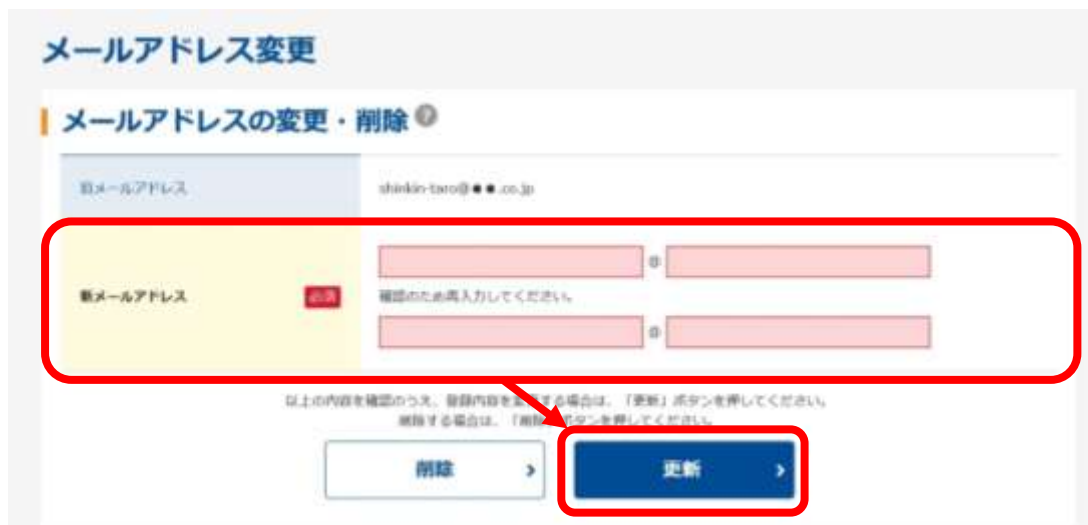 メールアドレス変更
メールアドレスの変更・削除 ?
旧メールアドレス shinkin-taro@●●.co.jp
@
新メールアドレス 必須 確認のため再入力してください。
@
以上の内容を確認のうえ、登録内容を変更する場合は、「更新」ボタンを押してください。
削除する場合は、「削除」ボタンを押してください。
削除 > 更新 >